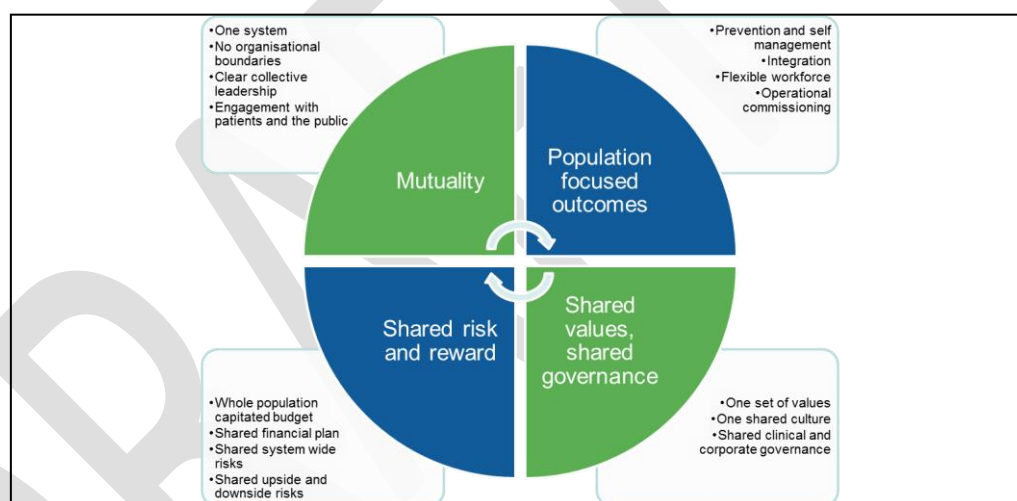 •One system
•No organisational
boundaries
•Clear collective
leadership
•Engagement with
patients and the public
•Prevention and self
management
•Integration
•Flexible workforce
•Operational
commissioning
Mutuality
Population
focused
outcomes
Shared risk
and reward
Shared
values,
shared
governance
•Whole population
capitated budget
•Shared financial plan
•Shared system wide
risks
•Shared upside and
downside risks
•One set of values
•One shared culture
•Shared clinical and
corporate governance